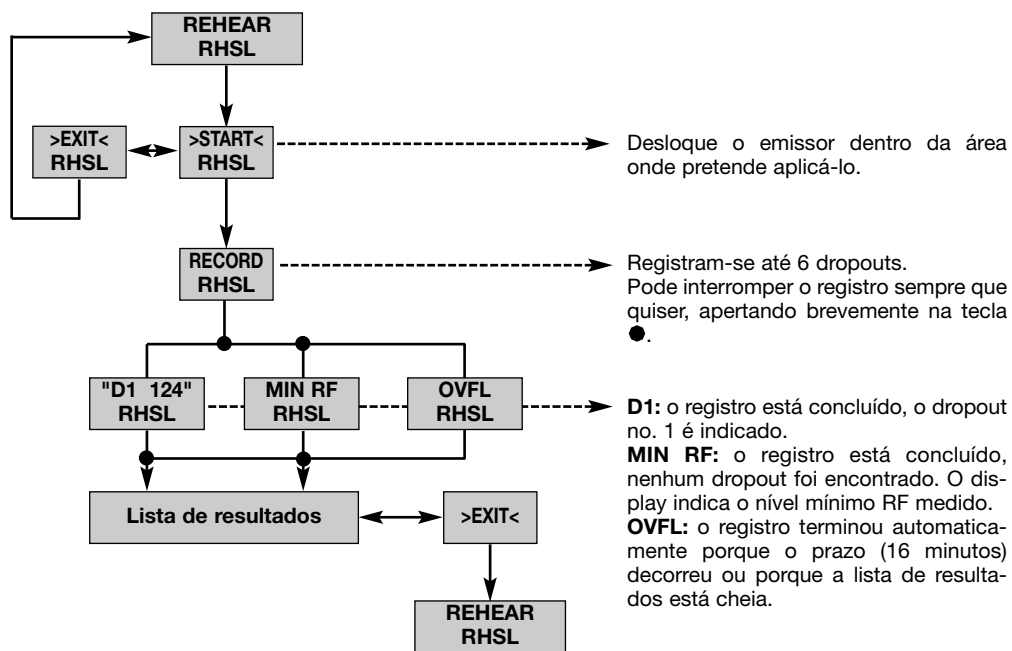 REHEAR
RHSL
>EXIT<
RHSL
>START<
RHSL
Desloque o emissor dentro da área
onde pretende aplicá-lo.
RECORD
RHSL
Registram-se até 6 dropouts.
Pode interromper o registro sempre que
quiser, apertando brevemente na tecla
●.
"D1 124"
RHSL
MIN RF
RHSL
OVFL
RHSL
D1: o registro está concluído, o dropout
no. 1 é indicado.
MIN RF: o registro está concluído,
nenhum dropout foi encontrado. O dis-
play indica o nível mínimo RF medido.
OVFL: o registro terminou automatica-
mente porque o prazo (16 minutos)
decorreu ou porque a lista de resulta-
dos está cheia.
Lista de resultados
>EXIT<
REHEAR
RHSL